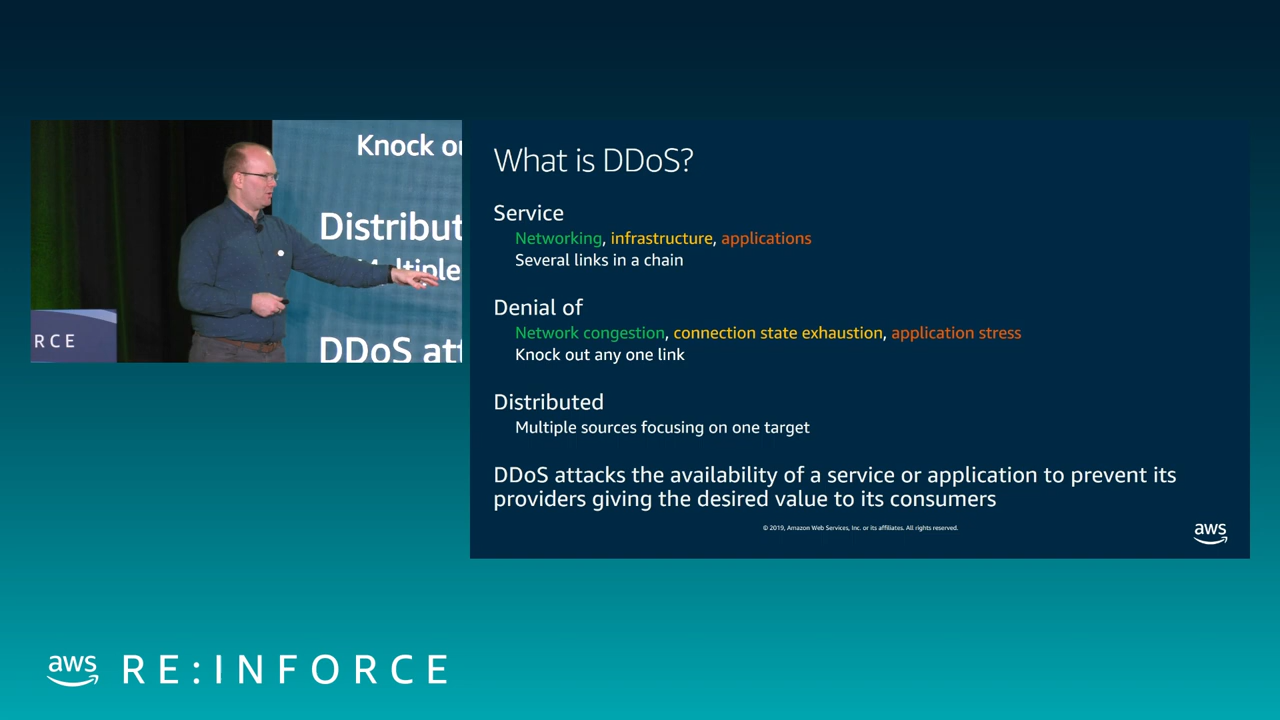 Knock ou
Distribut
Multiple
DDoS att
RCE
What is DDoS?
Service
Networking, infrastructure, applications
Several links in a chain
Denial of
Network congestion, connection state exhaustion, application stress
Knock out any one link
Distributed
Multiple sources focusing on one target
DDoS attacks the availability of a service or application to prevent its
providers giving the desired value to its consumers
© 2019, Amazon Web Services, Inc. or its affiliates. All rights reserved.
aws
aws RE:INFORCE